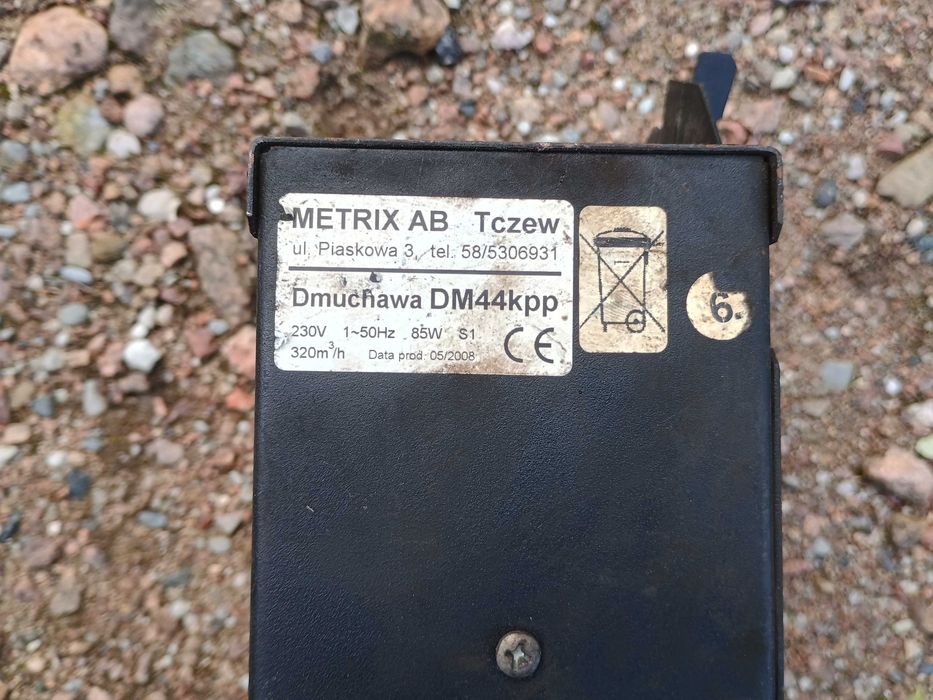 METRIX AB Tczew
ul. Piaskowa 3, tel. 58/5306931
Dmuchawa DM44kpp
230V 1~50Hz 85W S1
320m³/h Data prod. 05/2008
CE
6.